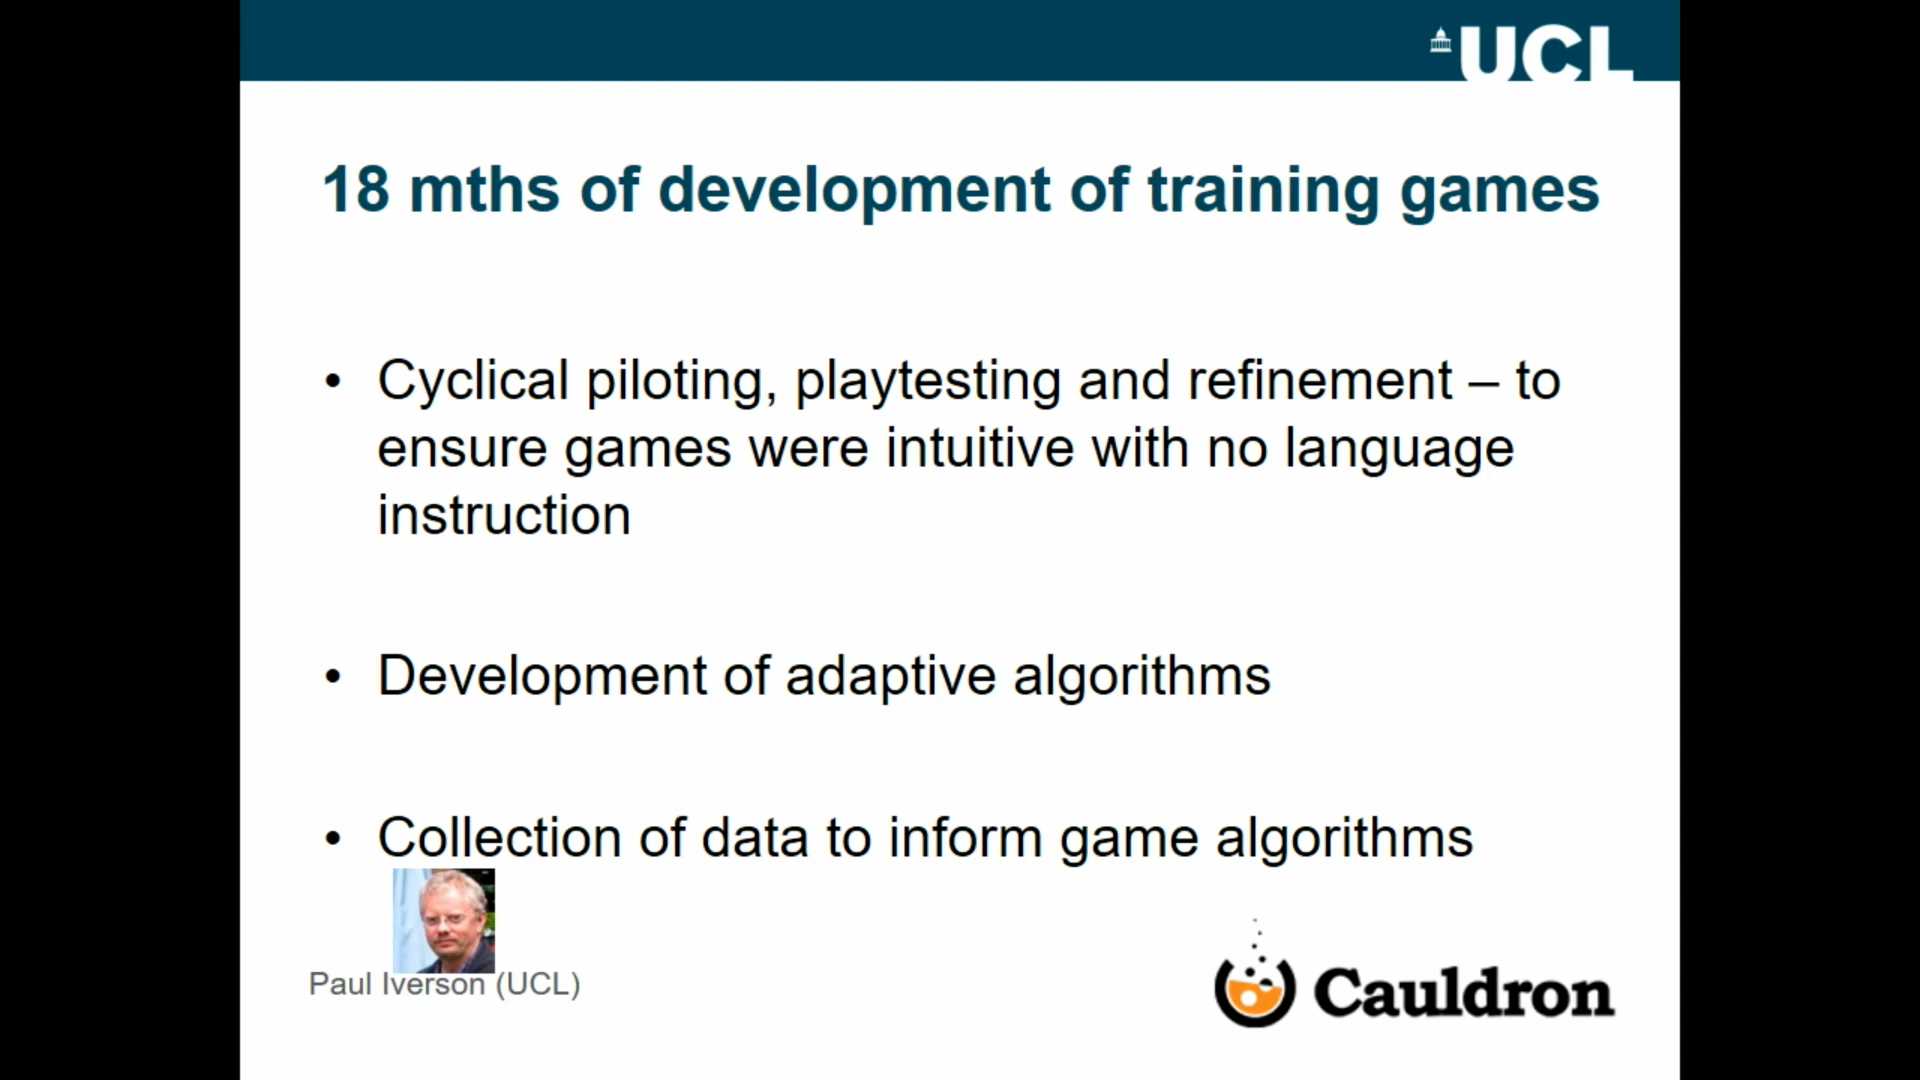 UCL
18 mths of development of training games
• Cyclical piloting, playtesting and refinement – to
ensure games were intuitive with no language
instruction
• Development of adaptive algorithms
• Collection of data to inform game algorithms
Paul Iverson (UCL)
Cauldron